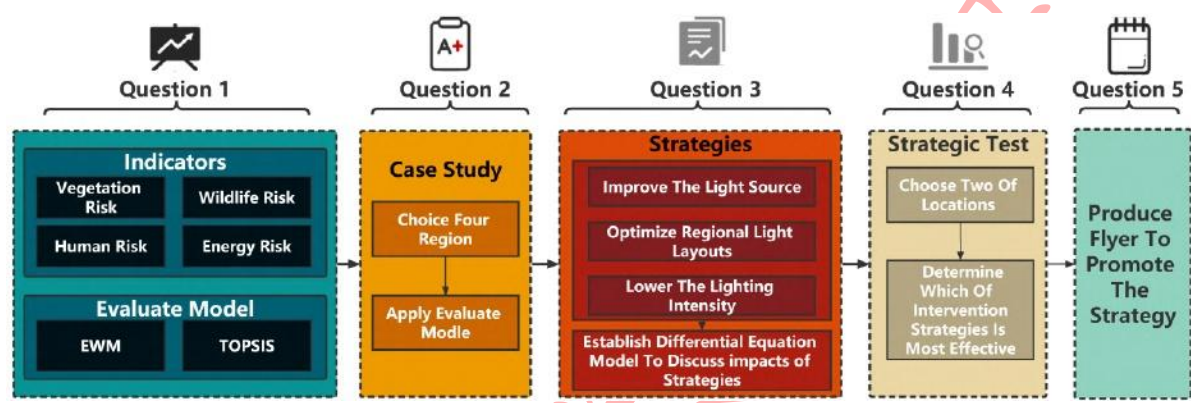 A+
Question 1
Question 2
Question 3
Question 4
Question 5
Indicators
Vegetation
Risk
Wildlife Risk
Human Risk
Energy Risk
Evaluate Model
EWM
TOPSIS
Case Study
Choice Four
Region
Apply Evaluate
Modle
Strategies
Improve The Light Source
Optimize Regional Light
Layouts
Lower The Lighting
Intensity
Establish Differential Equation
Model To Discuss impacts of
Strategies
Strategic Test
Choose Two Of
Locations
Determine
Which Of
Intervention
Strategies Is
Most Effective
Produce
Flyer To
Promote
The
Strategy